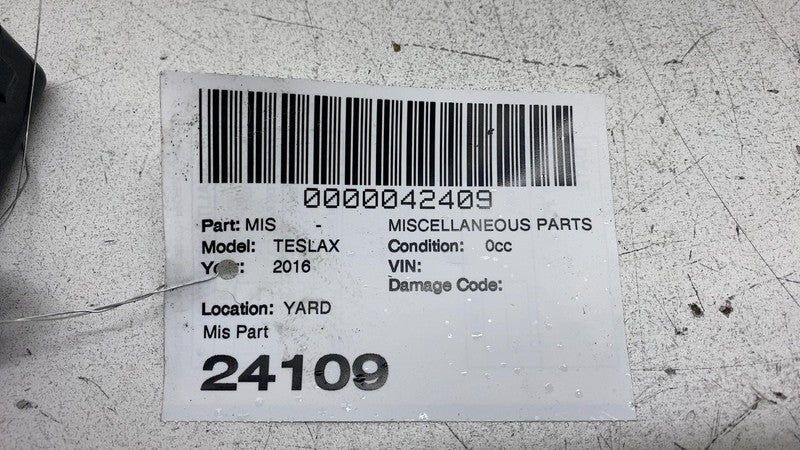 0000042409
Part: MIS - MISCELLANEOUS PARTS
Model: TESLAX Condition: 0cc
2016 VIN:
Damage Code:
Location: YARD
Mis Part
24109